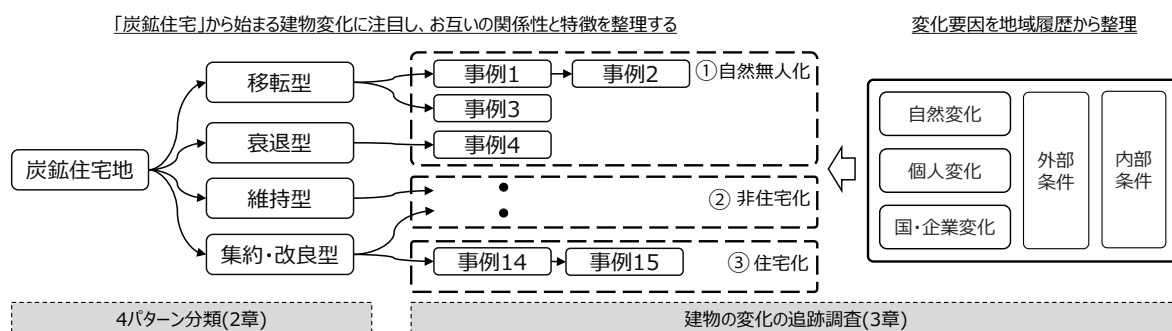 「炭鉱住宅」から始まる建物変化に注目し、お互いの関係性と特徴を整理する
変化要因を地域履歴から整理
炭鉱住宅地
移転型
衰退型
維持型
集約・改良型
事例1
事例2
①自然無人化
事例3
事例4
② 非住宅化
事例14
事例15
③ 住宅化
自然変化
個人変化
国・企業変化
外部
条件
内部
条件
4パターン分類(2章)
建物の変化の追跡調査(3章)